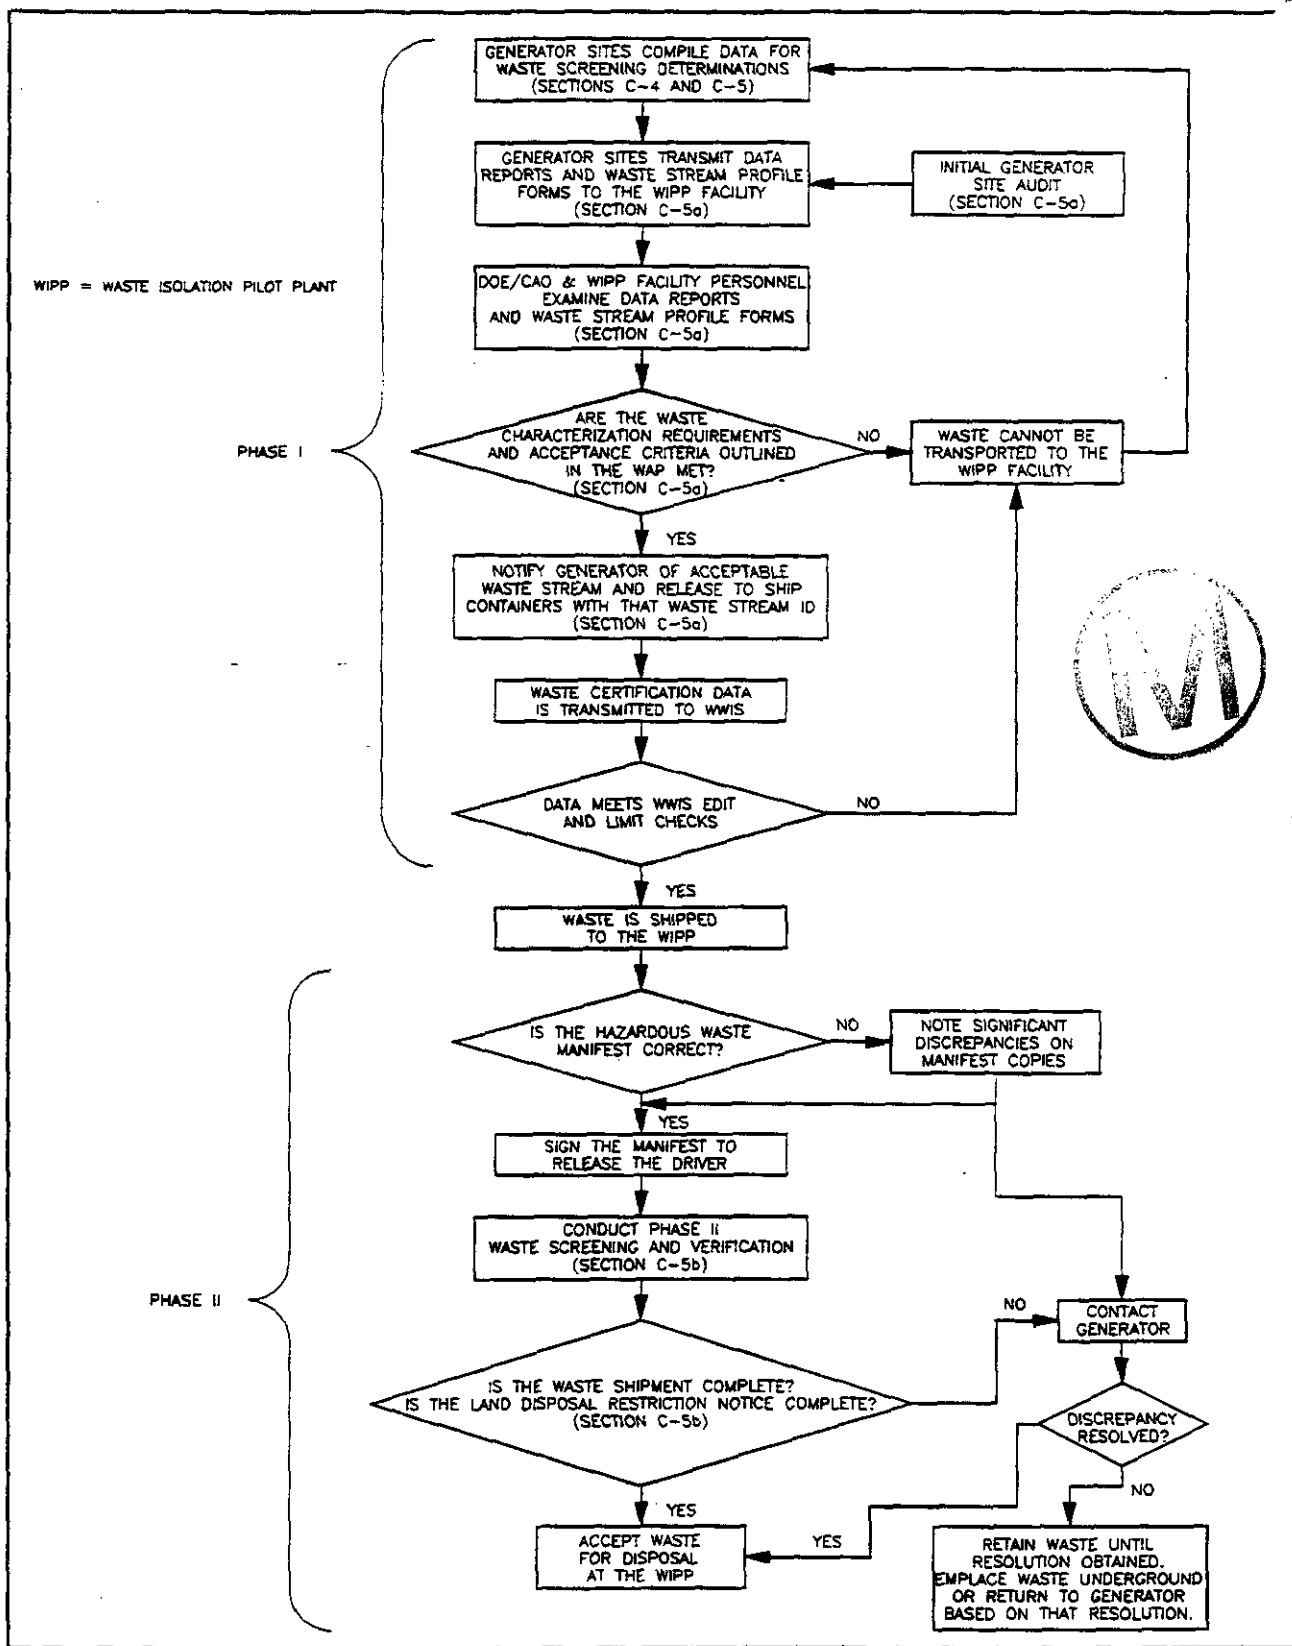 GENERATOR SITES COMPILE DATA FOR
WASTE SCREENING DETERMINATIONS
(SECTIONS C-4 AND C-5)
GENERATOR SITES TRANSMIT DATA
REPORTS AND WASTE STREAM PROFILE
FORMS TO THE WIPP FACILITY
(SECTION C-5a)
INITIAL GENERATOR
SITE AUDIT
(SECTION C-5a)
WIPP = WASTE ISOLATION PILOT PLANT
DOE/CAO & WIPP FACILITY PERSONNEL
EXAMINE DATA REPORTS
AND WASTE STREAM PROFILE FORMS
(SECTION C-5a)
PHASE I
ARE THE WASTE
CHARACTERIZATION REQUIREMENTS
AND ACCEPTANCE CRITERIA OUTLINED
IN THE WAP MET?
(SECTION C-5a)
NO
WASTE CANNOT BE
TRANSPORTED TO THE
WIPP FACILITY
YES
NOTIFY GENERATOR OF ACCEPTABLE
WASTE STREAM AND RELEASE TO SHIP
CONTAINERS WITH THAT WASTE STREAM ID
(SECTION C-5a)
M
WASTE CERTIFICATION DATA
IS TRANSMITTED TO WWIS
DATA MEETS WWIS EDIT
AND LIMIT CHECKS
NO
YES
WASTE IS SHIPPED
TO THE WIPP
IS THE HAZARDOUS WASTE
MANIFEST CORRECT?
NO
NOTE SIGNIFICANT
DISCREPANCIES ON
MANIFEST COPIES
YES
SIGN THE MANIFEST TO
RELEASE THE DRIVER
CONDUCT PHASE II
WASTE SCREENING AND VERIFICATION
(SECTION C-5b)
PHASE II
NO
CONTACT
GENERATOR
IS THE WASTE SHIPMENT COMPLETE?
IS THE LAND DISPOSAL RESTRICTION NOTICE COMPLETE?
(SECTION C-5b)
DISCREPANCY
RESOLVED?
NO
YES
ACCEPT WASTE
FOR DISPOSAL
AT THE WIPP
YES
RETAIN WASTE UNTIL
RESOLUTION OBTAINED.
EMPLACE WASTE UNDERGROUND
OR RETURN TO GENERATOR
BASED ON THAT RESOLUTION.